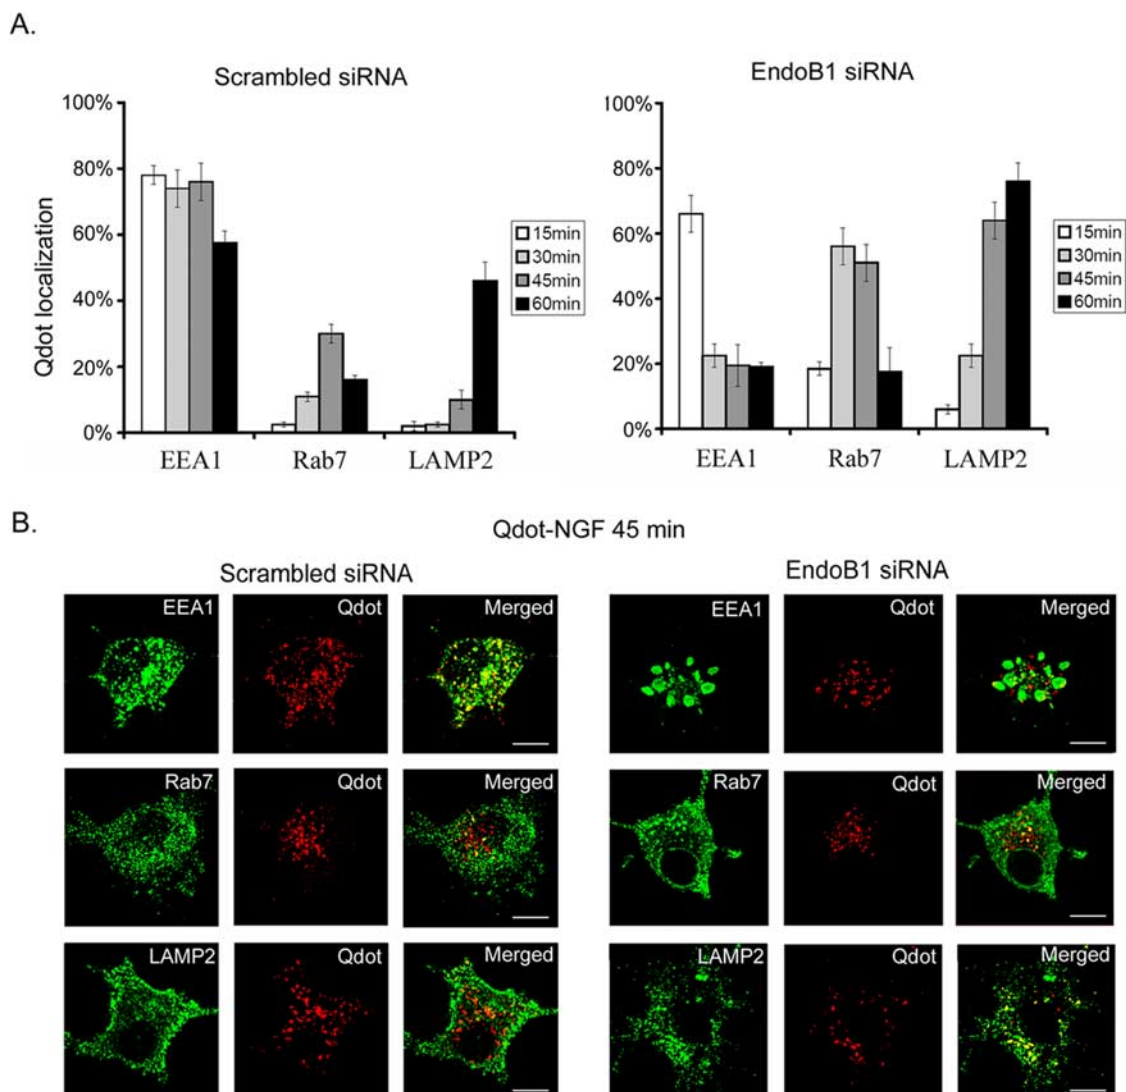 A.
Scrambled siRNA
EndoB1 siRNA
Qdot localization
100%
80%
60%
40%
20%
0%
EEA1 Rab7 LAMP2
15min
30min
45min
60min
100%
80%
60%
40%
20%
0%
EEA1 Rab7 LAMP2
15min
30min
45min
60min
B.
Qdot-NGF 45 min
Scrambled siRNA
EndoB1 siRNA
EEA1 Qdot Merged EEA1 Qdot Merged
Rab7 Qdot Merged Rab7 Qdot Merged
LAMP2 Qdot Merged LAMP2 Qdot Merged